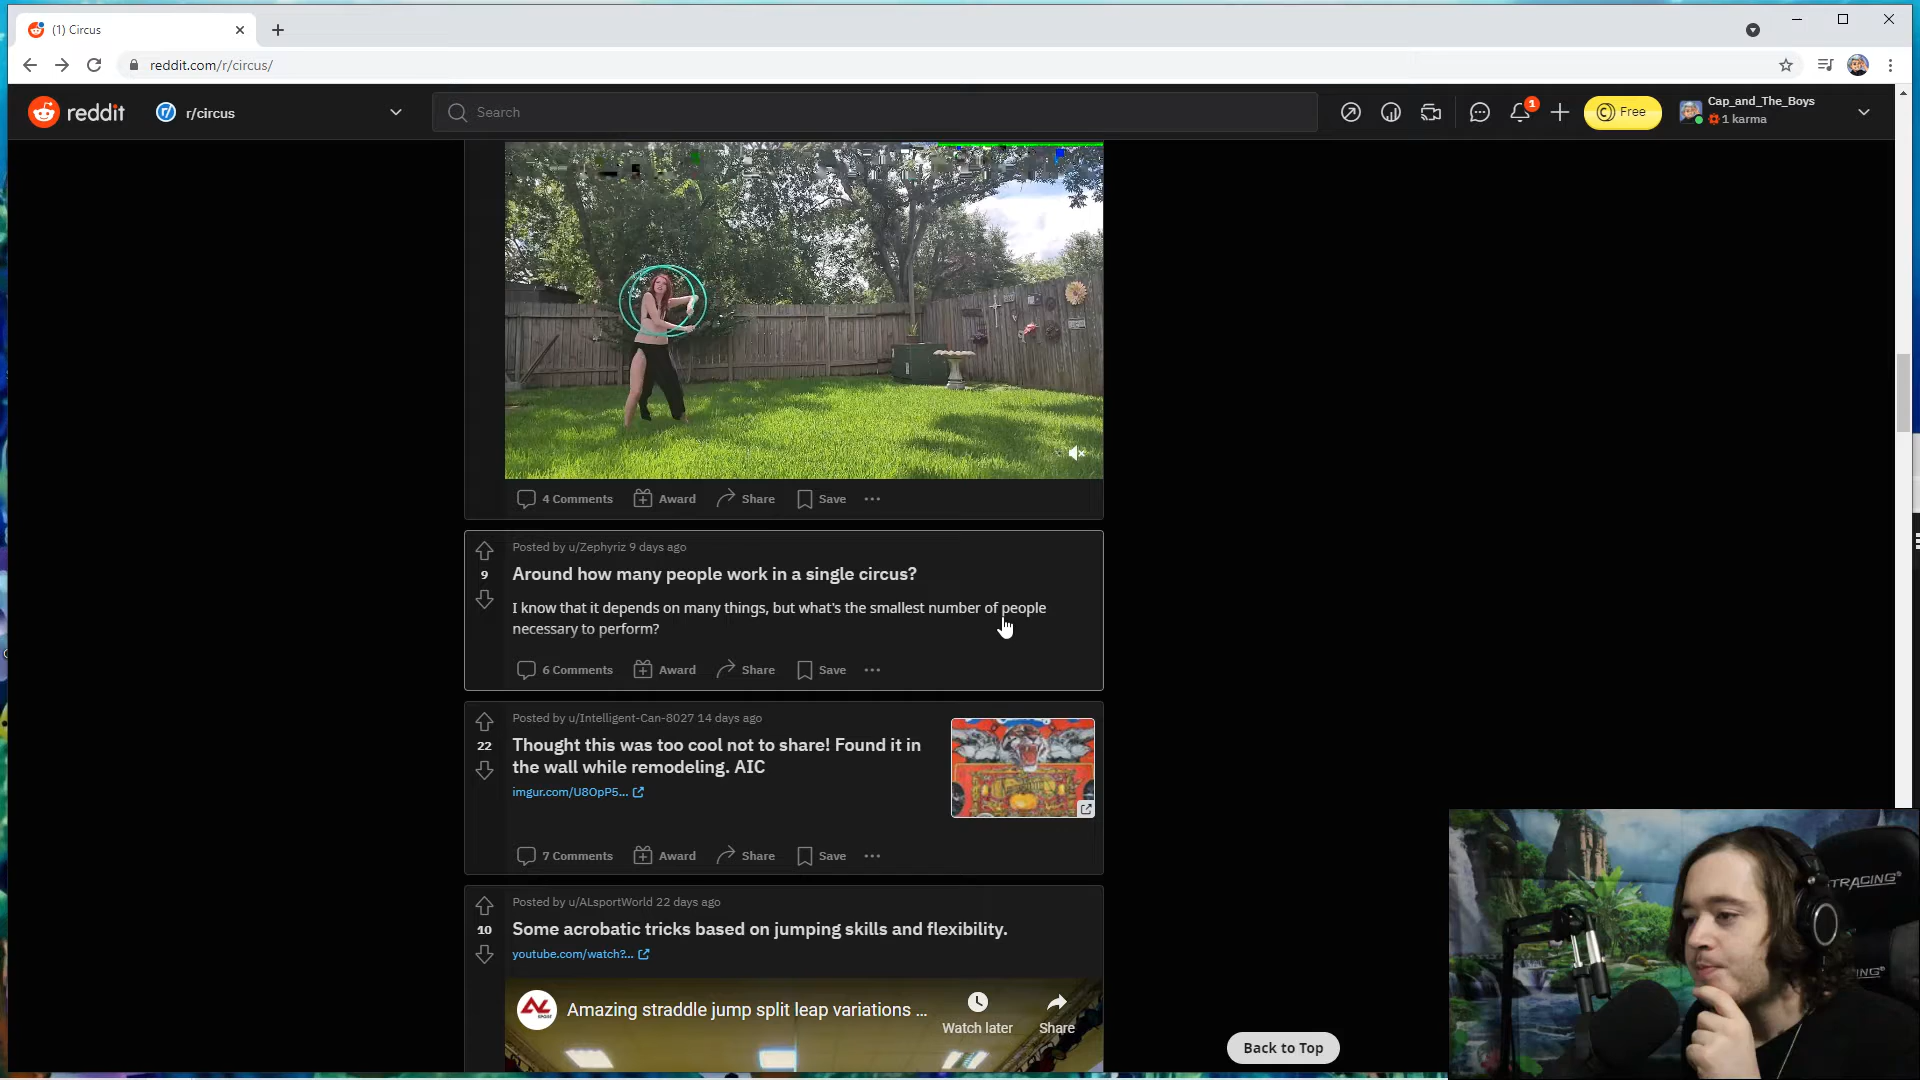 (1) Circus
reddit.com/r/circus/
reddit
r/circus
Search
1
Free
Cap_and_The_Boys
1 karma
4 Comments Award Share Save
Posted by u/Zephyriz 9 days ago
9
Around how many people work in a single circus?
I know that it depends on many things, but what's the smallest number of people
necessary to perform?
6 Comments Award Share Save
Posted by u/Intelligent-Can-8027 14 days ago
22
Thought this was too cool not to share! Found it in
the wall while remodeling. AIC
imgur.com/U8OpP5...
7 Comments Award Share Save
Posted by u/ALsportWorld 22 days ago
10
Some acrobatic tricks based on jumping skills and flexibility.
youtube.com/watch?...
AL
SPORT
Amazing straddle jump split leap variations ...
Watch later
Share
Back to Top
TRACING
ING